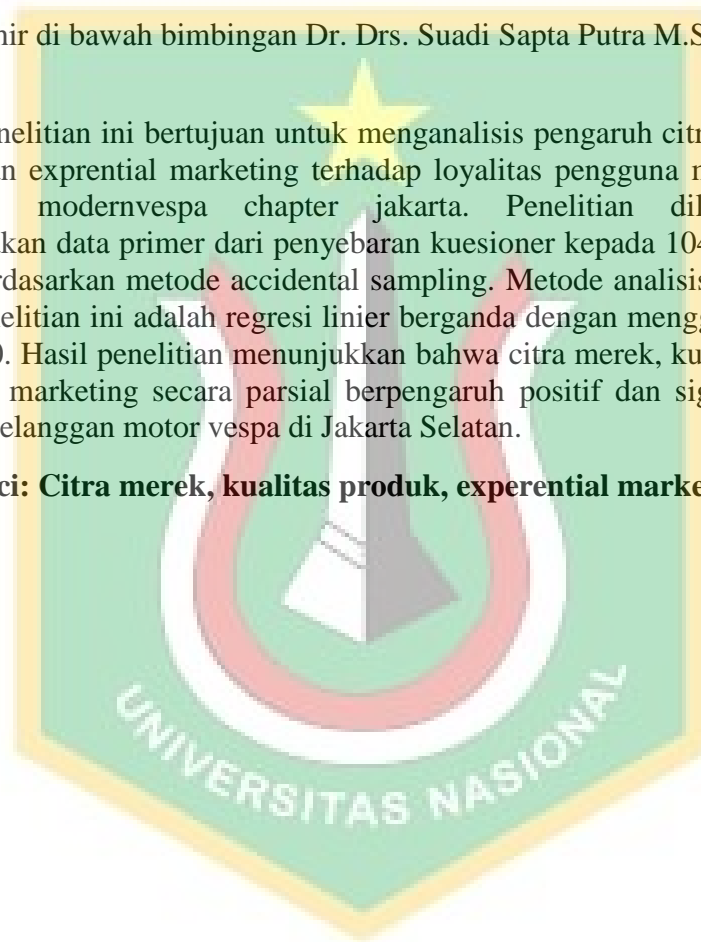 hir di bawah bimbingan Dr. Drs. Suadi Sapta Putra M.S
nelitian ini bertujuan untuk menganalisis pengaruh citr
n exprential marketing terhadap loyalitas pengguna
modernvespa chapter jakarta. Penelitian dil
akan data primer dari penyebaran kuesioner kepada 104
rdasarkan metode accidental sampling. Metode analisis
elitian ini adalah regresi linier berganda dengan mengg
). Hasil penelitian menunjukkan bahwa citra merek, ku
marketing secara parsial berpengaruh positif dan sig
elanggan motor vespa di Jakarta Selatan.
ci: Citra merek, kualitas produk, experential marke
UNIVERSITAS NASIONAL